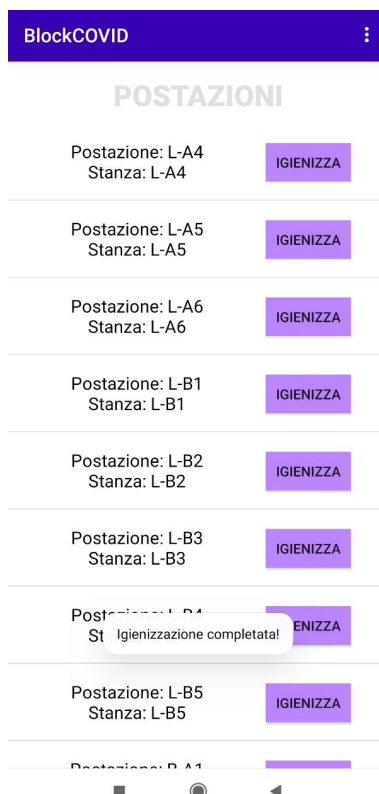 BlockCOVID
POSTAZIONI
Postazione: L-A4
Stanza: L-A4
IGIENIZZA
Postazione: L-A5
Stanza: L-A5
IGIENIZZA
Postazione: L-A6
Stanza: L-A6
IGIENIZZA
Postazione: L-B1
Stanza: L-B1
IGIENIZZA
Postazione: L-B2
Stanza: L-B2
IGIENIZZA
Postazione: L-B3
Stanza: L-B3
IGIENIZZA
Igienizzazione completata!
Postazione: L-B5
Stanza: L-B5
IGIENIZZA